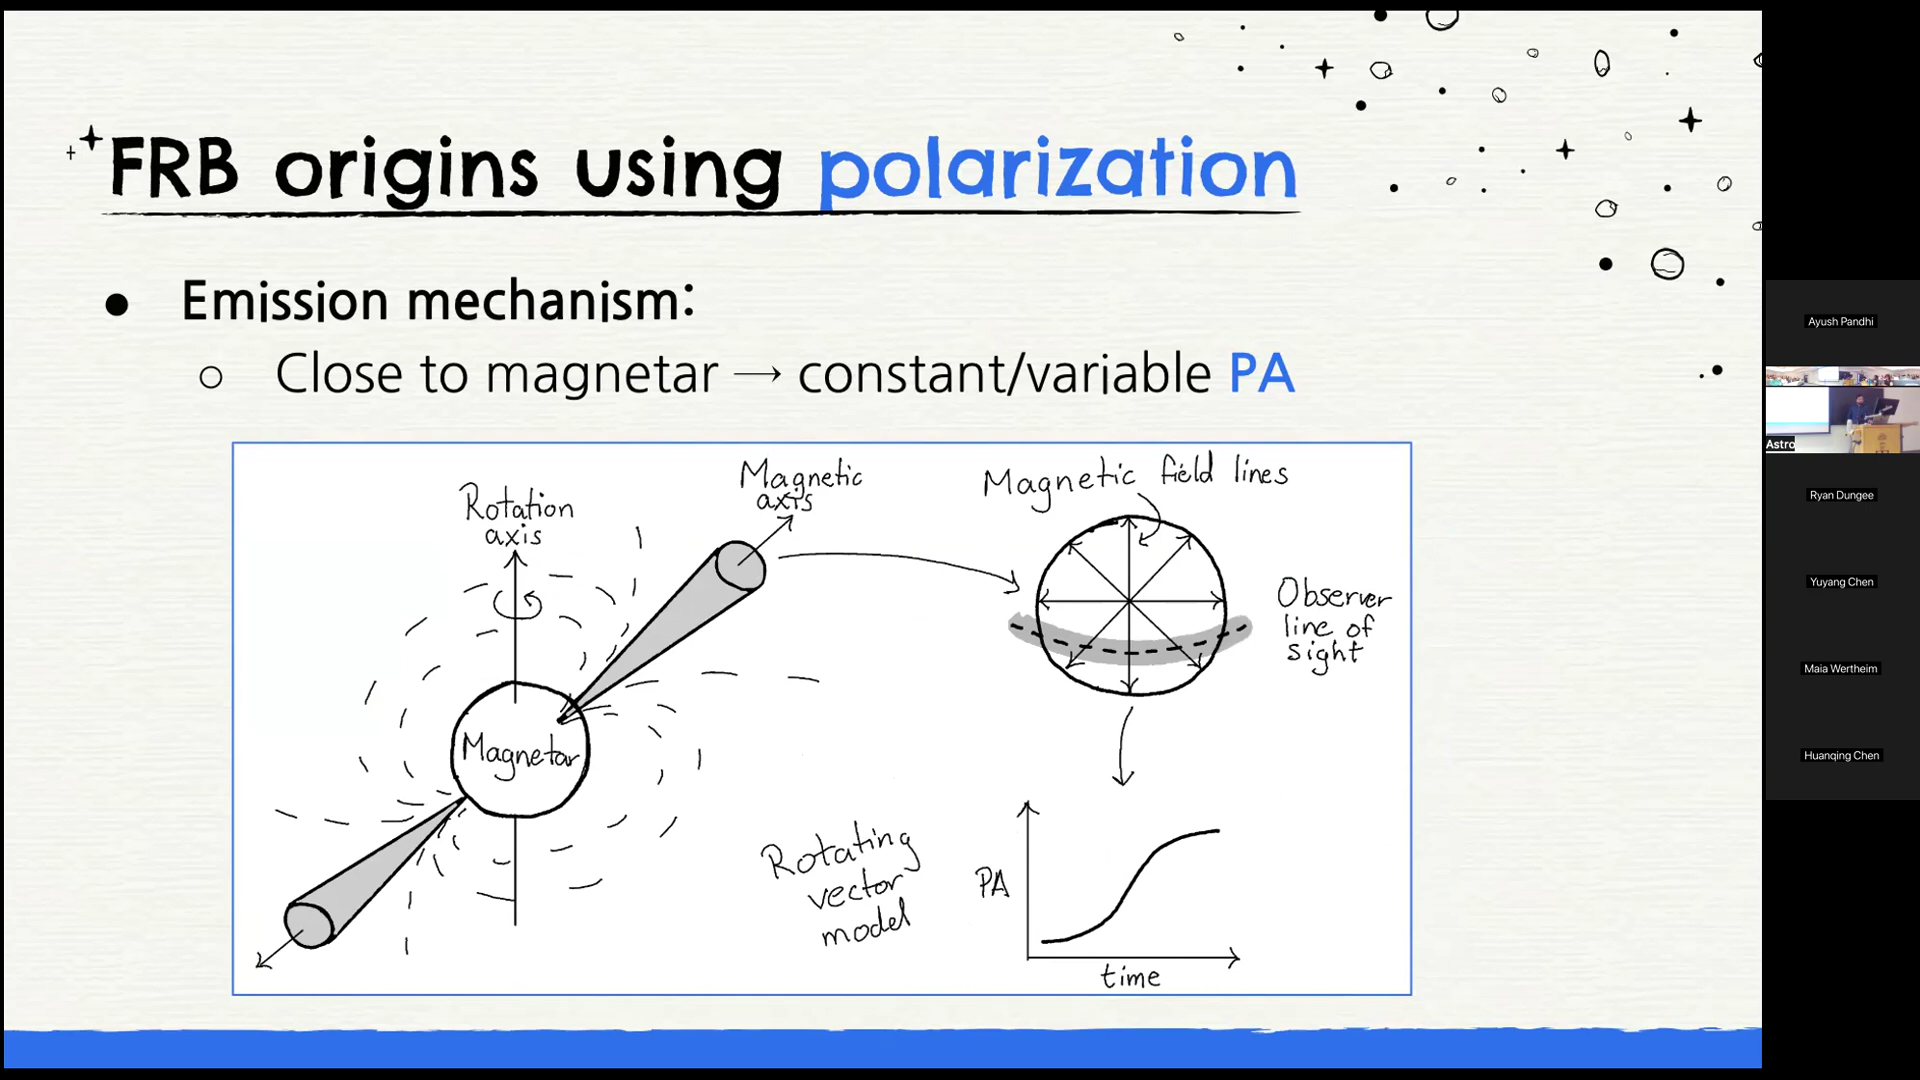 FRB origins using polarization
● Emission mechanism:
○ Close to magnetar → constant/variable PA
Rotation
axis
Magnetic
axis
Magnetic field lines
Observer
line of
sight
Magnetar
Rotating
vector
model
PA
time
Ayush Pandhi
Astro
Ryan Dungee
Yuyang Chen
Maia Wertheim
Huanqing Chen